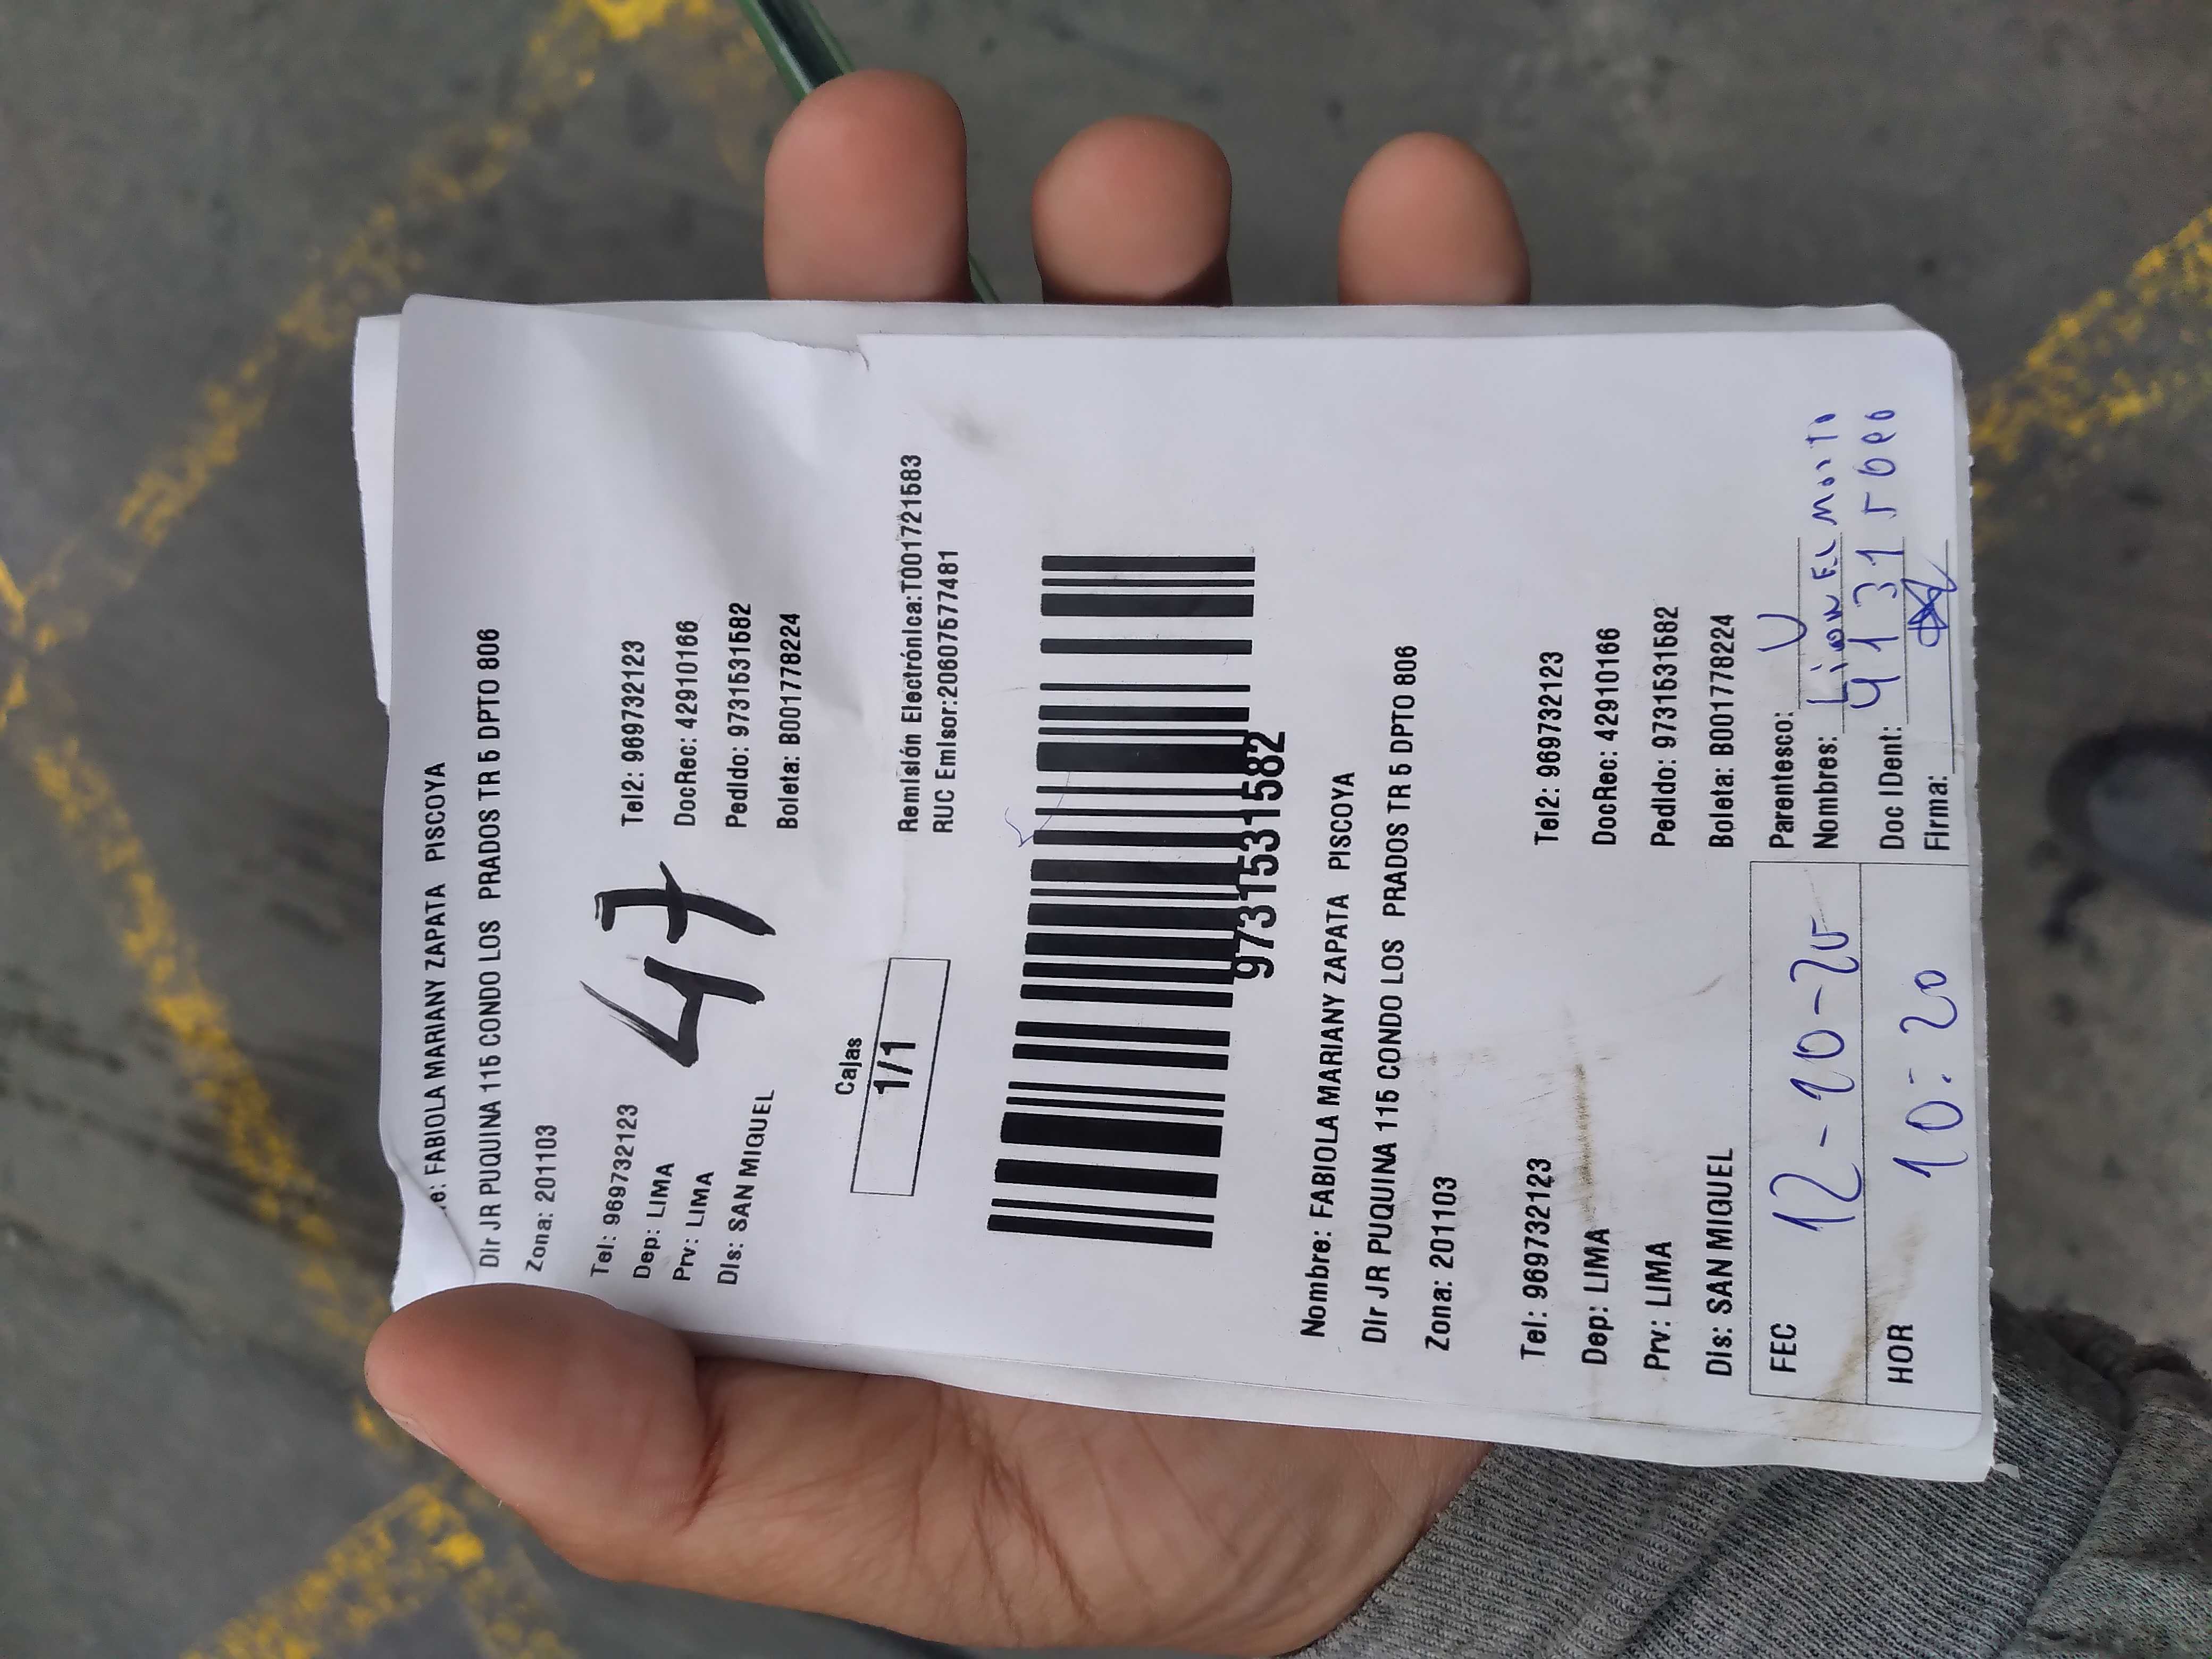 e: FABIOLA MARIANY ZAPATA PISCOYA
Dir JR PUQUINA 115 CONDO LOS PRADOS TR 5 DPTO 806
Zona: 201103
Tel: 969732123 Tel2: 969732123
Dep: LIMA DocRec: 42910166
Prv: LIMA Pedido: 9731531582
Dis: SAN MIGUEL Boleta: B001778224
47
Cajas
1/1
Remisión Electrónica:T001721583
RUC Emisor:20607577481
9731531582
Nombre: FABIOLA MARIANY ZAPATA PISCOYA
Dir JR PUQUINA 115 CONDO LOS PRADOS TR 5 DPTO 806
Zona: 201103
Tel: 969732123 Tel2: 969732123
Dep: LIMA DocRec: 42910166
Prv: LIMA Pedido: 9731531582
Dis: SAN MIGUEL Boleta: B001778224
FEC 12-10-25
HOR 10:20
Parentesco:
Nombres:
Doc IDent:
Firma: